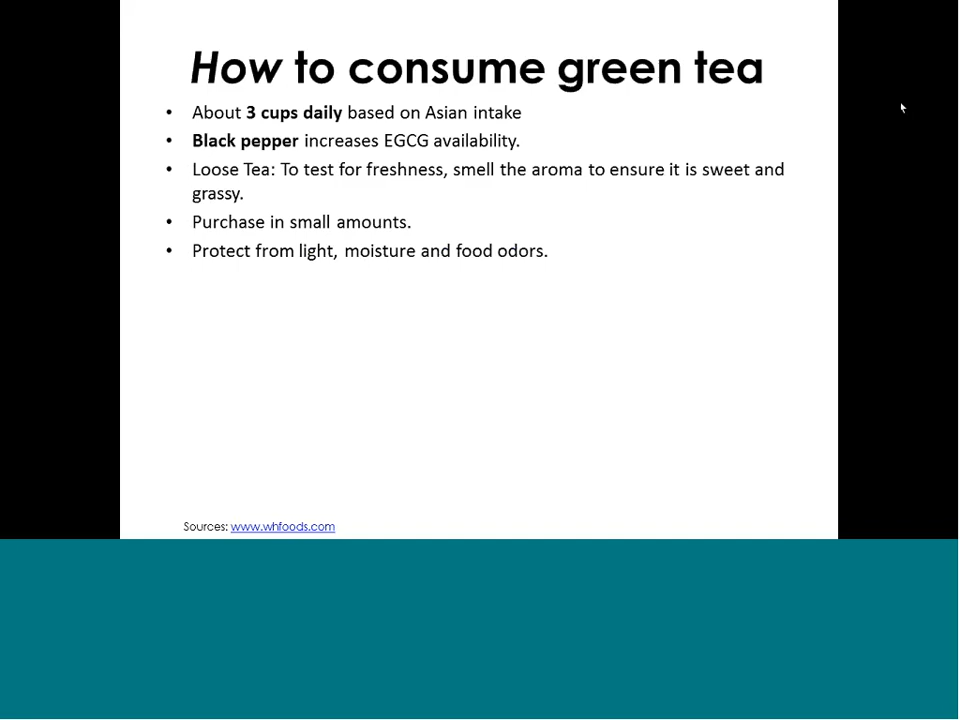 How to consume green tea
• About 3 cups daily based on Asian intake
• Black pepper increases EGCG availability.
• Loose Tea: To test for freshness, smell the aroma to ensure it is sweet and
grassy.
• Purchase in small amounts.
• Protect from light, moisture and food odors.
Sources: www.whfoods.com